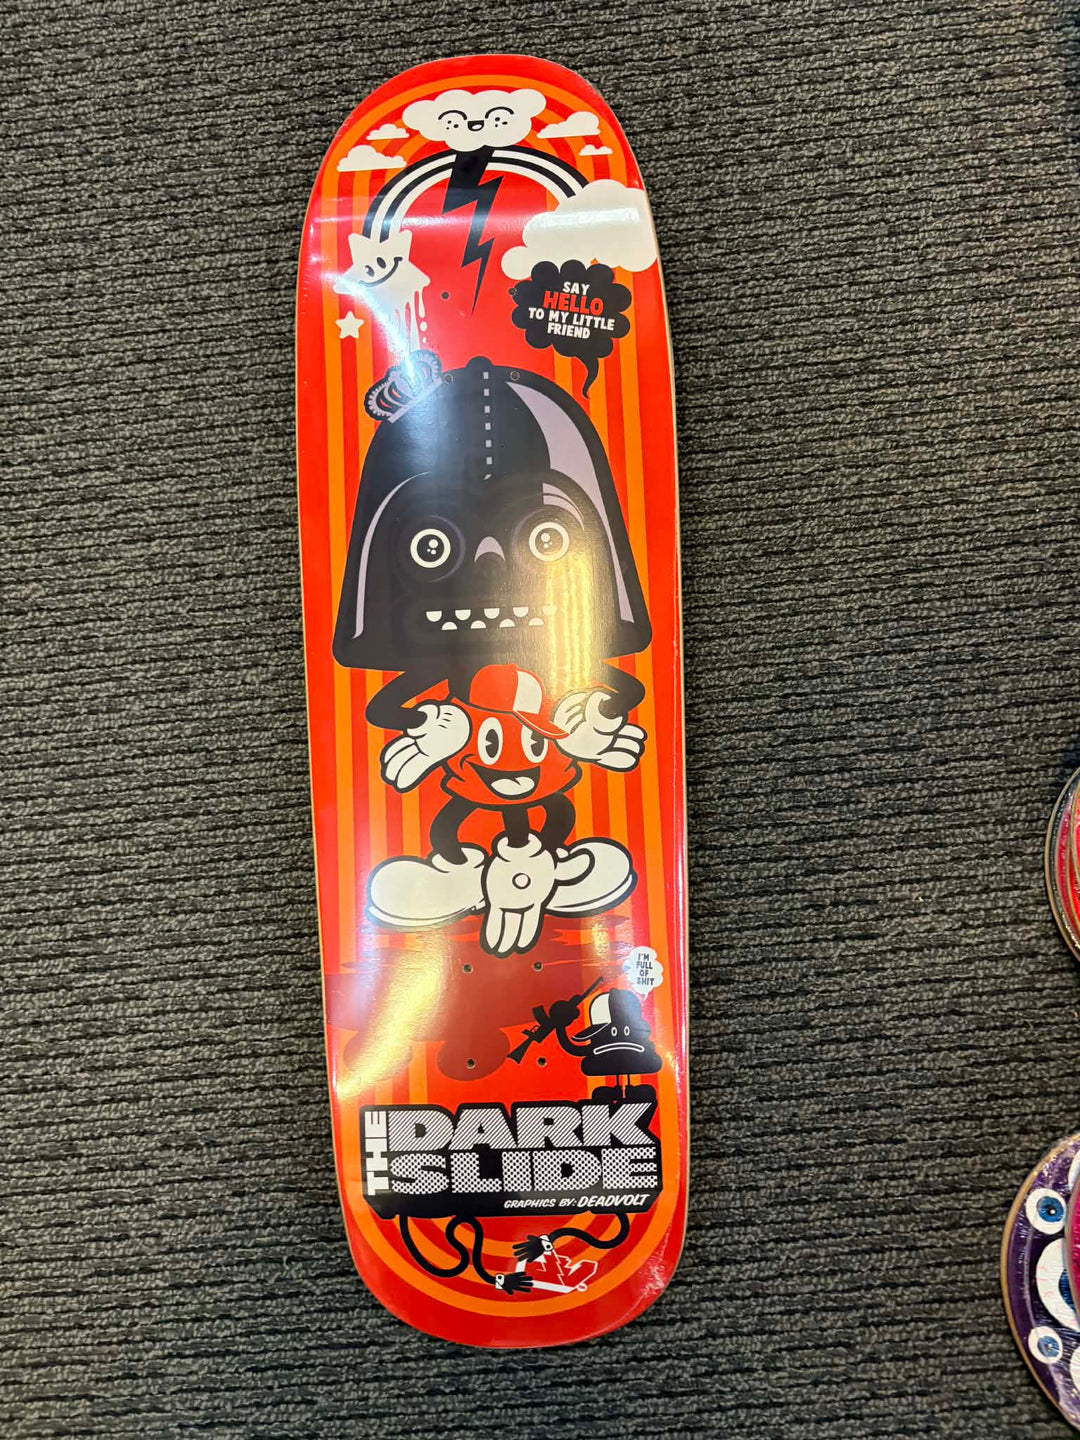 SAY
HELLO
TO MY LITTLE
FRIEND
I'M
FULL
OF
SHIT
THE
DARK
SLIDE
GRAPHICS BY: DEADVOLT